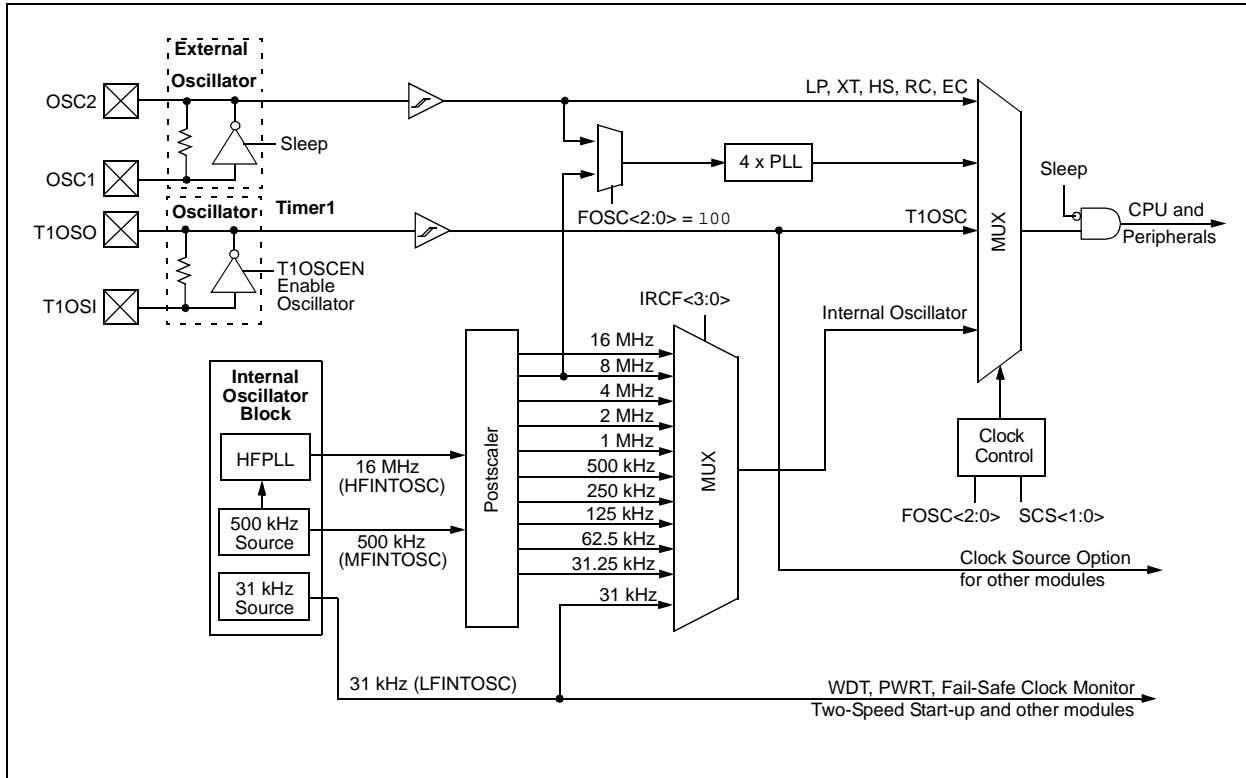 External
Oscillator
OSC2
Sleep
OSC1
LP, XT, HS, RC, EC
4 x PLL
FOSC<2:0> = 100
Sleep
CPU and
Peripherals
MUX
Oscillator
Timer1
T1OSO
T1OSC
T1OSCEN
Enable
Oscillator
T1OSI
IRCF<3:0>
Internal Oscillator
Internal
Oscillator
Block
HFPLL
500 kHz
Source
31 kHz
Source
16 MHz
(HFINTOSC)
500 kHz
(MFINTOSC)
Postscaler
16 MHz
8 MHz
4 MHz
2 MHz
1 MHz
500 kHz
250 kHz
125 kHz
62.5 kHz
31.25 kHz
31 kHz
MUX
Clock
Control
FOSC<2:0>
SCS<1:0>
Clock Source Option
for other modules
31 kHz (LFINTOSC)
WDT, PWRT, Fail-Safe Clock Monitor
Two-Speed Start-up and other modules